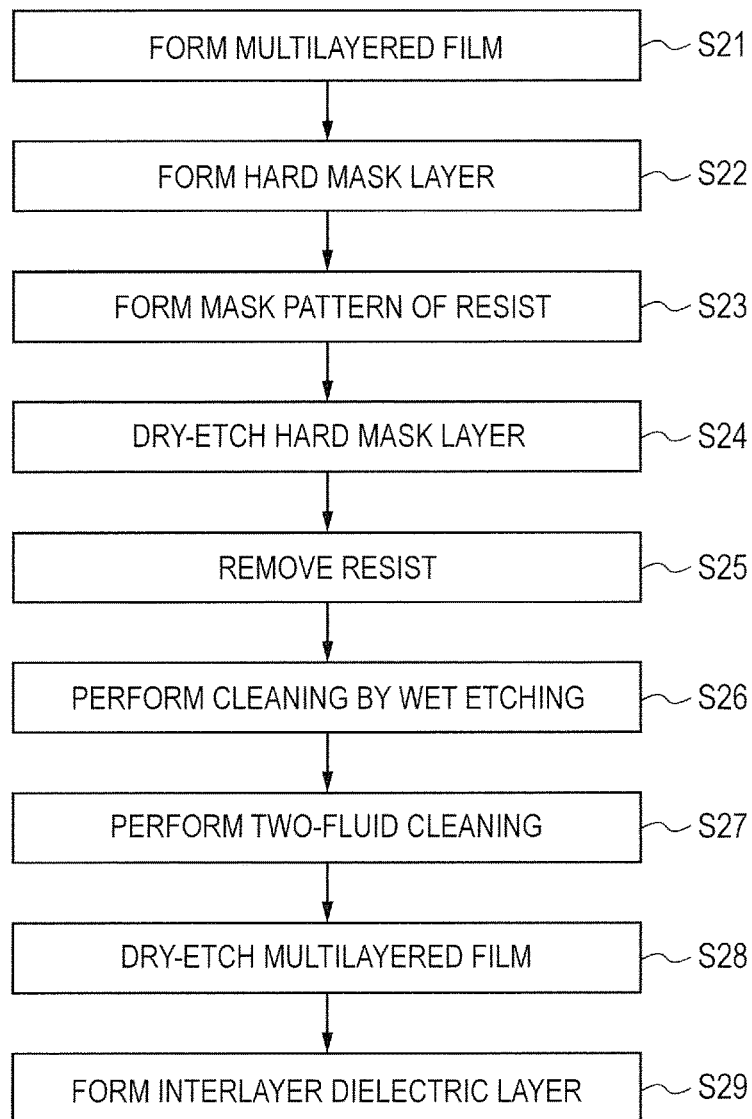 FORM MULTILAYERED FILM S21
FORM HARD MASK LAYER S22
FORM MASK PATTERN OF RESIST S23
DRY-ETCH HARD MASK LAYER S24
REMOVE RESIST S25
PERFORM CLEANING BY WET ETCHING S26
PERFORM TWO-FLUID CLEANING S27
DRY-ETCH MULTILAYERED FILM S28
FORM INTERLAYER DIELECTRIC LAYER S29